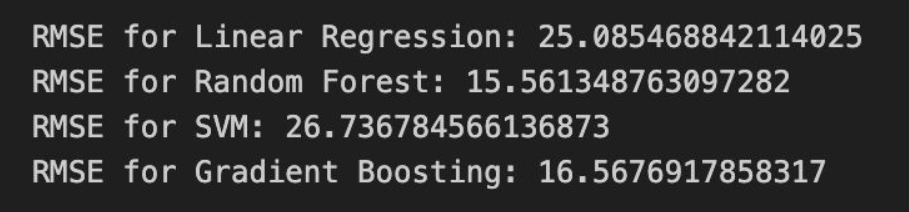 RMSE for Linear Regression: 25.085468842114025
RMSE for Random Forest: 15.561348763097282
RMSE for SVM: 26.736784566136873
RMSE for Gradient Boosting: 16.5676917858317